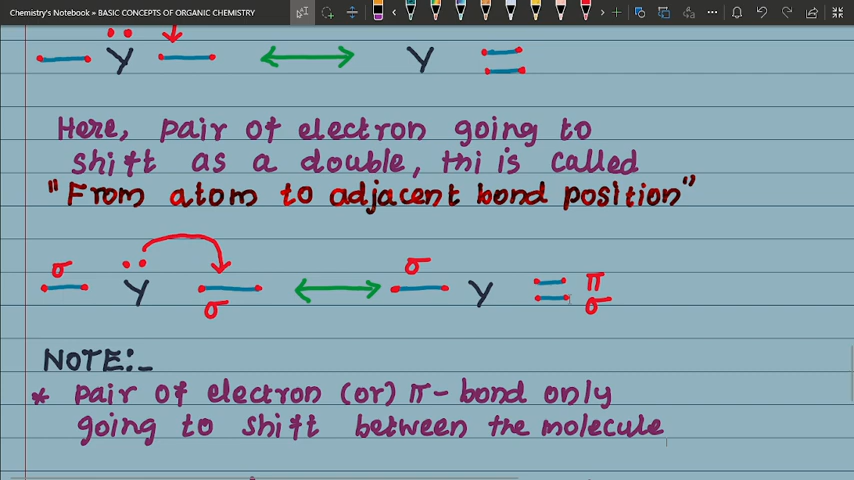 Chemistry's Notebook » BASIC CONCEPTS OF ORGANIC CHEMISTRY
Y Y
Here, pair of electron going to
shift as a double, thi is called
"From atom to adjacent bond position"
σ Y σ σ Y π σ
NOTE:-
* pair of electron (or) π-bond only
going to shift between the molecule